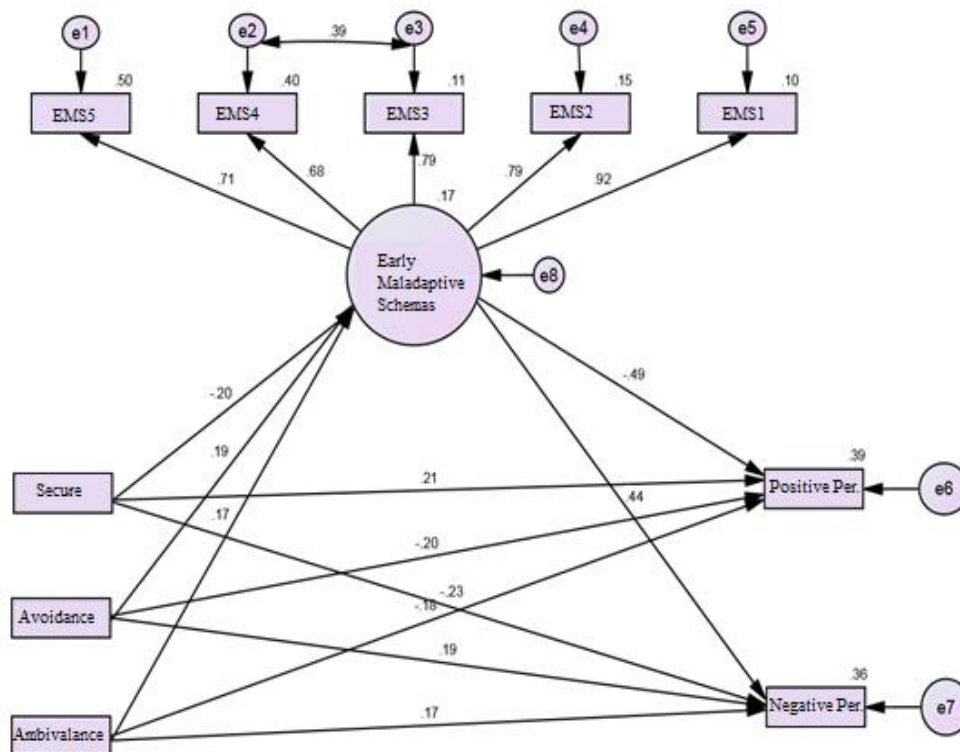 e1
e2
.39
e3
e4
e5
.50
.40
.11
.15
.10
EMS5
EMS4
EMS3
EMS2
EMS1
.71
.68
.79
.79
.92
.17
Early
Maladaptive
Schemas
e8
-.20
-.49
.19
.39
Secure
.21
Positive Per.
e6
.17
.44
-.20
-.23
-.18
Avoidance
.19
.36
Negative Per.
e7
.17
Ambivalance